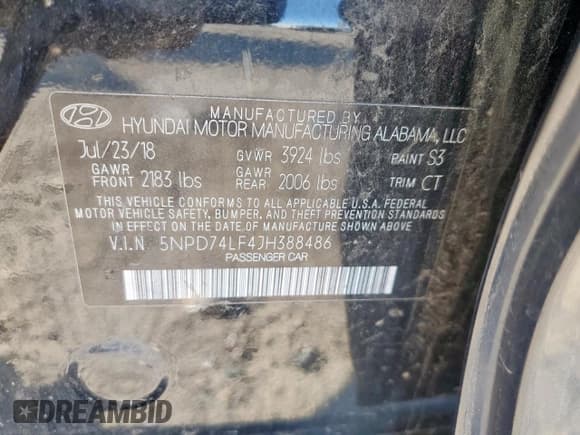 MANUFACTURED BY
HYUNDAI MOTOR MANUFACTURING ALABAMA, LLC
Jul/23/18 GVWR 3924 lbs PAINT S3
GAWR FRONT 2183 lbs GAWR REAR 2006 lbs TRIM CT
THIS VEHICLE CONFORMS TO ALL APPLICABLE U.S.A. FEDERAL
MOTOR VEHICLE SAFETY, BUMPER, AND THEFT PREVENTION STANDARDS
IN EFFECT ON THE DATE OF MANUFACTURE SHOWN ABOVE.
V.I.N 5NPD74LF4JH388486
PASSENGER CAR
DREAMBID